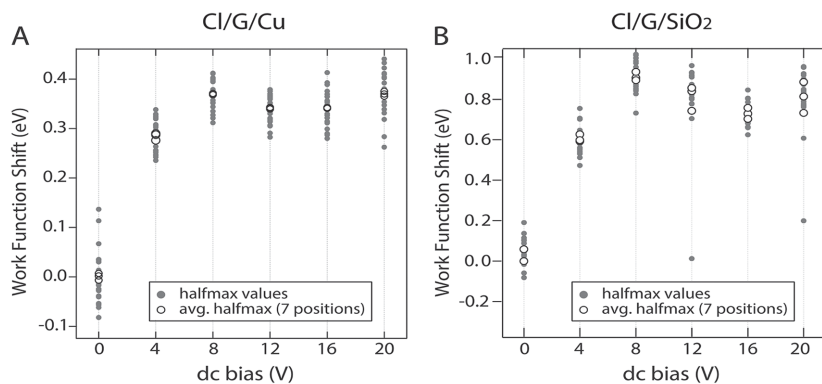 Cl/G/Cu
A
Work Function Shift (eV)
0.4
0.3
0.2
0.1
0.0
-0.1
halfmax values
avg. halfmax (7 positions)
0 4 8 12 16 20
dc bias (V)
Cl/G/SiO2
B
Work Function Shift (eV)
1.0
0.8
0.6
0.4
0.2
0.0
-0.2
halfmax values
avg. halfmax (7 positions)
0 4 8 12 16 20
dc bias (V)